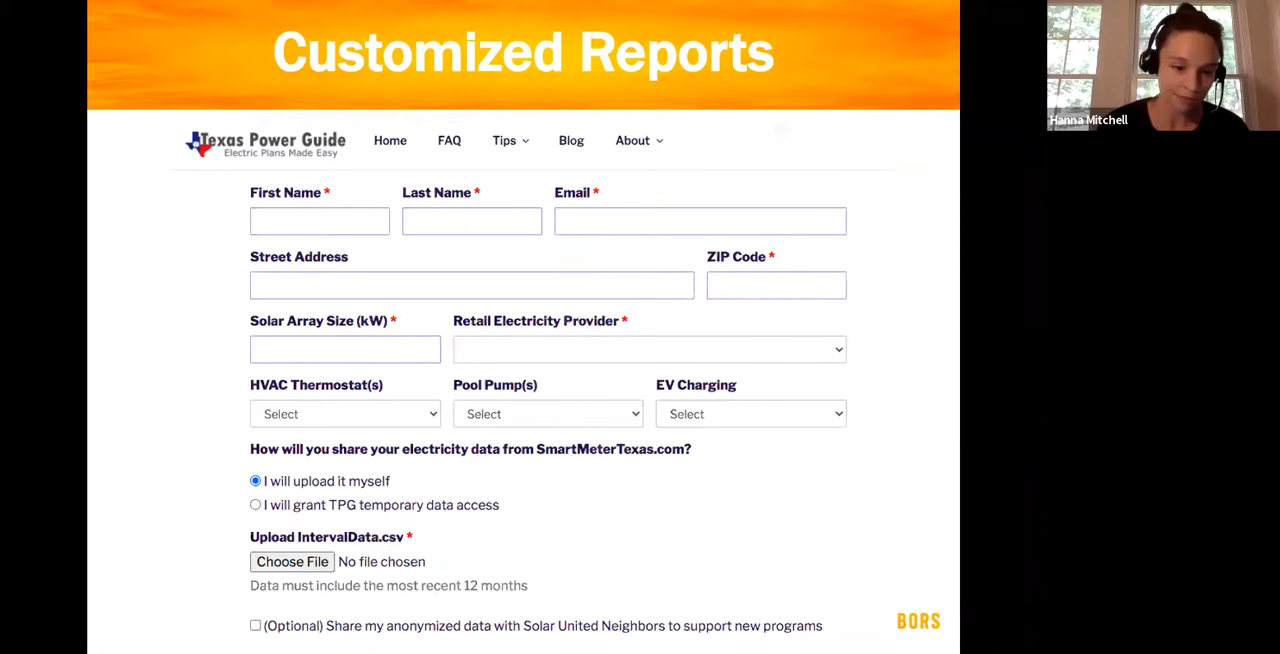 Customized Reports
Hanna Mitchell
Texas Power Guide
Electric Plans Made Easy
Home FAQ Tips Blog About
First Name * Last Name * Email *
Street Address ZIP Code *
Solar Array Size (kW) * Retail Electricity Provider *
HVAC Thermostat(s) Pool Pump(s) EV Charging
Select Select Select
How will you share your electricity data from SmartMeterTexas.com?
I will upload it myself
I will grant TPG temporary data access
Upload IntervalData.csv *
Choose File No file chosen
Data must include the most recent 12 months
(Optional) Share my anonymized data with Solar United Neighbors to support new programs
BORS